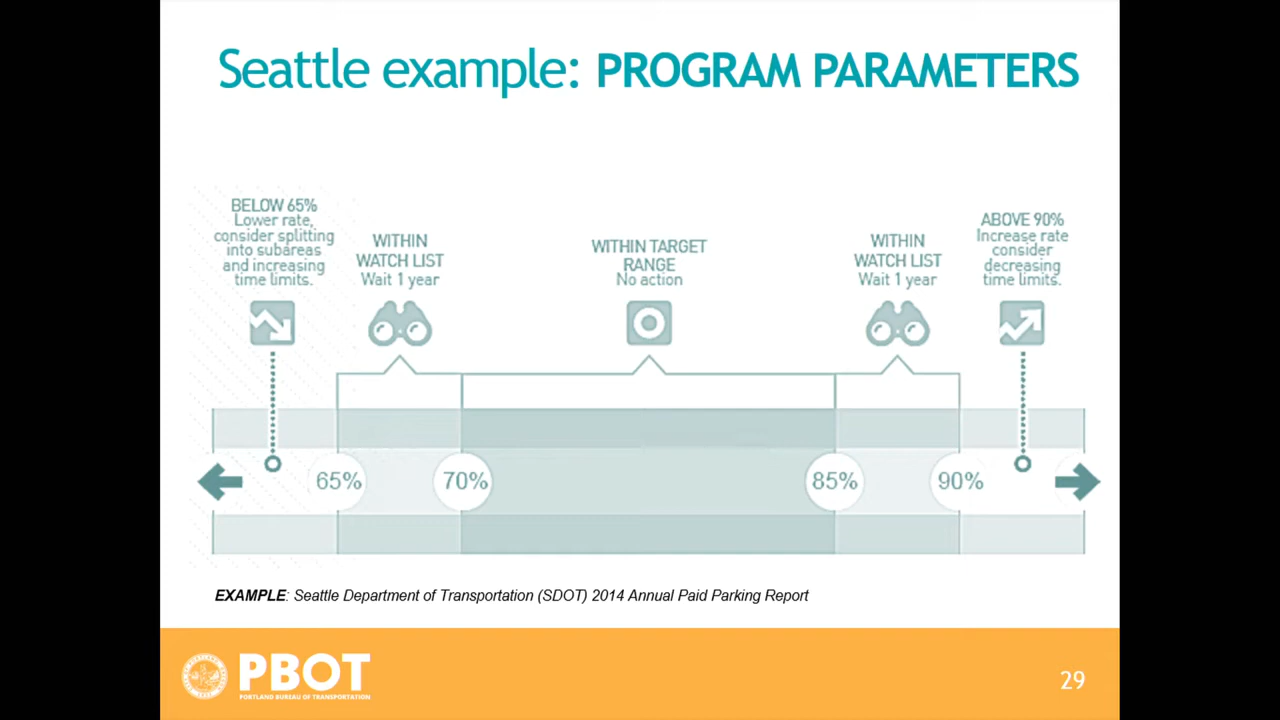 Seattle example: PROGRAM PARAMETERS
BELOW 65%
Lower rate,
consider splitting
into subareas
and increasing
time limits.
WITHIN
WATCH LIST
Wait 1 year
WITHIN TARGET
RANGE
No action
WITHIN
WATCH LIST
Wait 1 year
ABOVE 90%
Increase rate
consider
decreasing
time limits.
65%
70%
85%
90%
EXAMPLE: Seattle Department of Transportation (SDOT) 2014 Annual Paid Parking Report
PBOT
PORTLAND BUREAU OF TRANSPORTATION
29